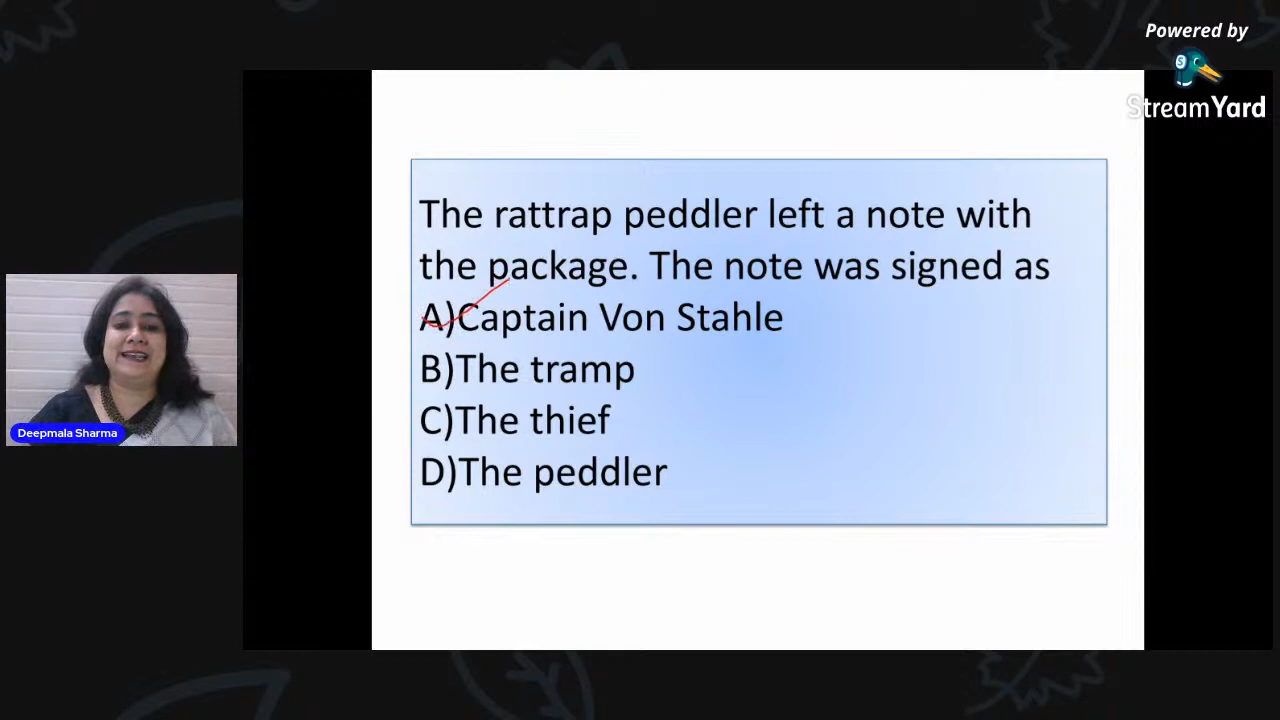 Powered by
StreamYard
The rattrap peddler left a note with
the package. The note was signed as
A)Captain Von Stahle
B)The tramp
C)The thief
D)The peddler
Deepmala Sharma